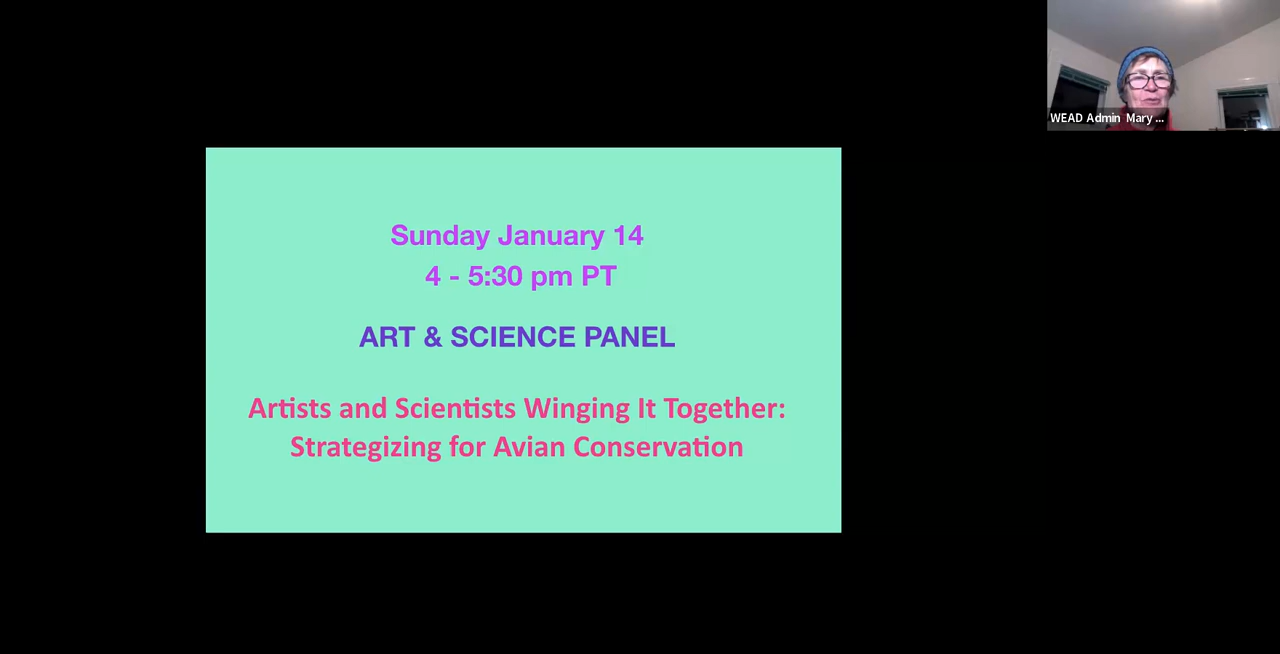 WEAD Admin Mary ...
Sunday January 14
4 - 5:30 pm PT
ART & SCIENCE PANEL
Artists and Scientists Winging It Together:
Strategizing for Avian Conservation